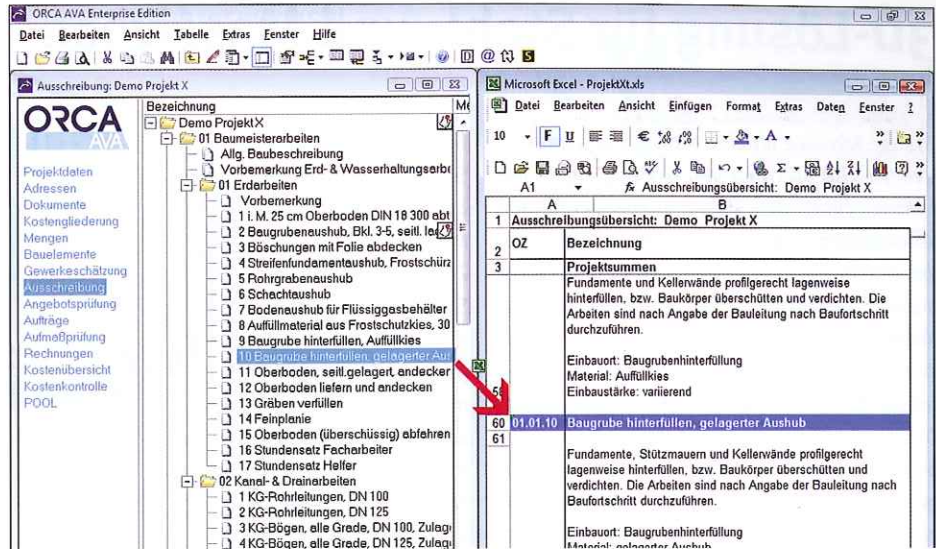 ORCA AVA Enterprise Edition
Datei Bearbeiten Ansicht Tabelle Extras Fenster Hilfe
Ausschreibung: Demo Projekt X
ORCA
AVA
Projektdaten
Adressen
Dokumente
Kostengliederung
Mengen
Bauelemente
Gewerkeschätzung
Ausschreibung
Angebotsprüfung
Aufträge
Aufmaßprüfung
Rechnungen
Kostenübersicht
Kostenkontrolle
POOL
Bezeichnung
Demo Projekt X
01 Baumeisterarbeiten
Allg. Baubeschreibung
Vorbemerkung Erd- & Wasserhaltungsarb
01 Erdarbeiten
Vorbemerkung
1 i. M. 25 cm Oberboden DIN 18 300 abt
2 Baugrubenaushub, Bkl. 3-5, seitl. la
3 Böschungen mit Folie abdecken
4 Streifenfundamentaushub, Frostschürz
5 Rohrgrabenaushub
6 Schachtaushub
7 Bodenaushub für Flüssiggasbehälter
8 Auffüllmaterial aus Frostschutzkies, 30
9 Baugrube hinterfüllen, Auffüllkies
10 Baugrube hinterfüllen, gelagerter Aus
11 Oberboden, seitl.gelagert, andecker
12 Oberboden liefern und andecken
13 Gräben verfüllen
14 Feinplanie
15 Oberboden (überschüssig) abfahren
16 Stundensatz Facharbeiter
17 Stundensatz Helfer
02 Kanal- & Drainarbeiten
1 KG-Rohrleitungen, DN 100
2 KG-Rohrleitungen, DN 125
3 KG-Bögen, alle Grade, DN 100, Zulag
4 KG-Bögen, alle Grade, DN 125, Zulag
Microsoft Excel - ProjektXt.xls
Datei Bearbeiten Ansicht Einfügen Format Extras Daten Fenster ?
10 F U
A1 fx Ausschreibungsübersicht: Demo Projekt X
A B
1 Ausschreibungsübersicht: Demo Projekt X
2 OZ Bezeichnung
3 Projektsummen
Fundamente und Kellerwände profilgerecht lagenweise
hinterfüllen, bzw. Baukörper überschütten und verdichten. Die
Arbeiten sind nach Angabe der Bauleitung nach Baufortschritt
durchzuführen.
Einbauort: Baugrubenhinterfüllung
Material: Auffüllkies
Einbaustärke: variierend
60 01.01.10 Baugrube hinterfüllen, gelagerter Aushub
61
Fundamente, Stützmauern und Kellerwände profilgerecht
lagenweise hinterfüllen, bzw. Baukörper überschütten und
verdichten. Die Arbeiten sind nach Angabe der Bauleitung nach
Baufortschritt durchzuführen.
Einbauort: Baugrubenhinterfüllung
Material: gelagerter Aushub